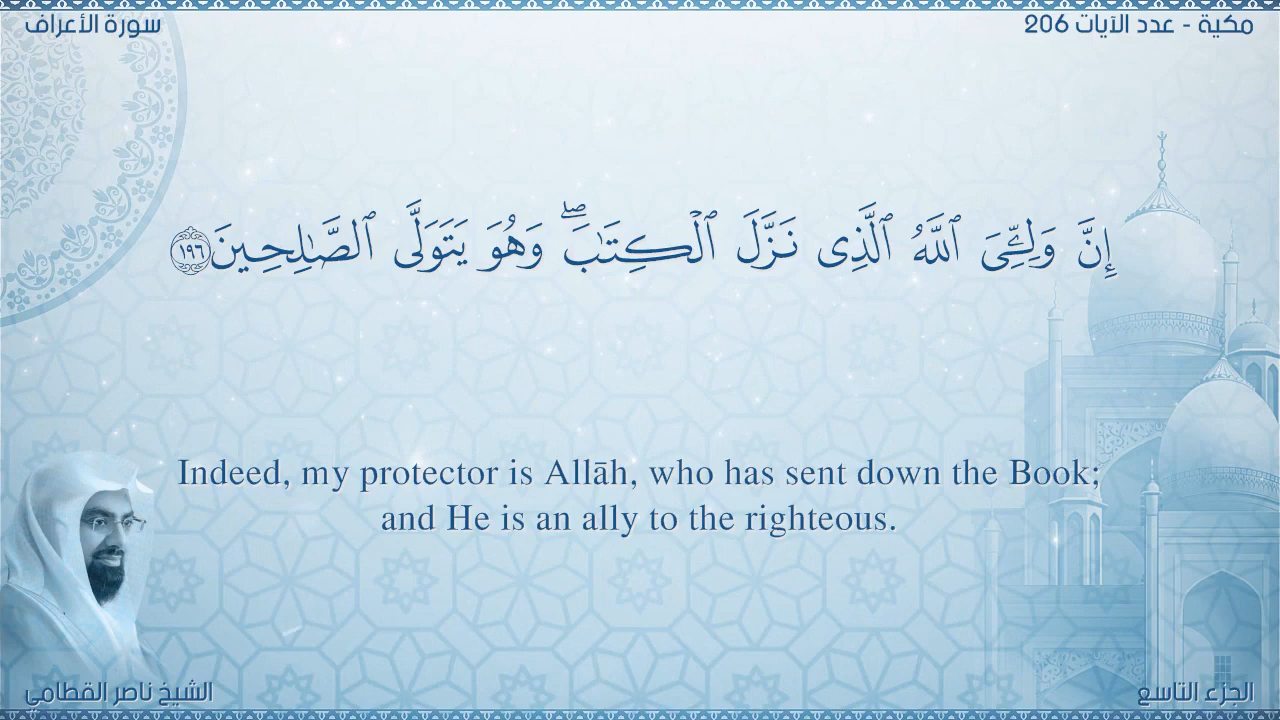 سورة الأعراف
مكية - عدد الآيات 206
إِنَّ وَلِـِّۧيَ ٱللَّهُ ٱلَّذِي نَزَّلَ ٱلْكِتَٰبَ ۖ وَهُوَ يَتَوَلَّى ٱلصَّٰلِحِينَ ١٩٦
Indeed, my protector is Allāh, who has sent down the Book;
and He is an ally to the righteous.
الشيخ ناصر القطامي
الجزء التاسع